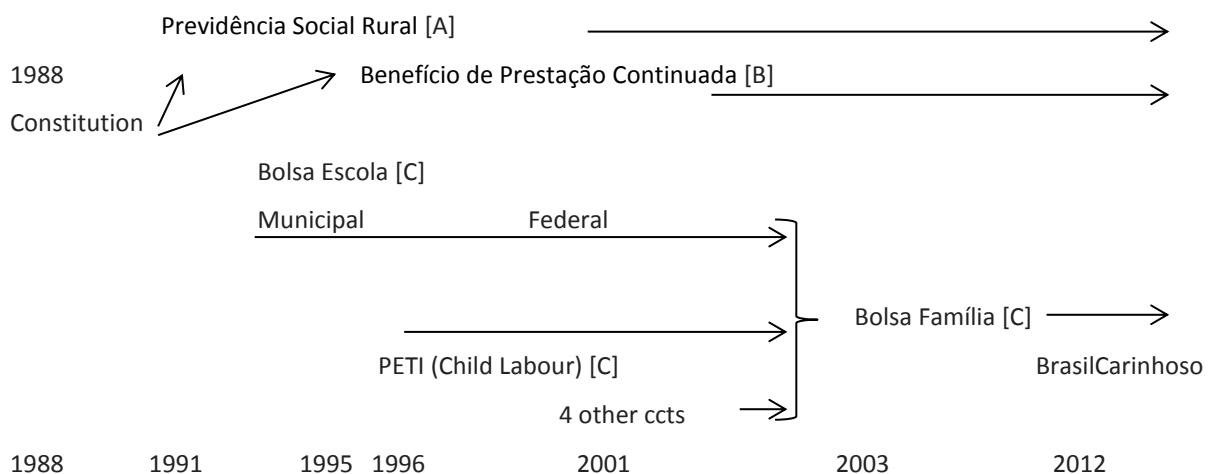 Previdência Social Rural [A]
1988
Benefício de Prestação Continuada [B]
Constitution
Bolsa Escola [C]
Municipal Federal
Bolsa Família [C]
PETI (Child Labour) [C]
BrasilCarinhoso
4 other ccts
1988 1991 1995 1996 2001 2003 2012